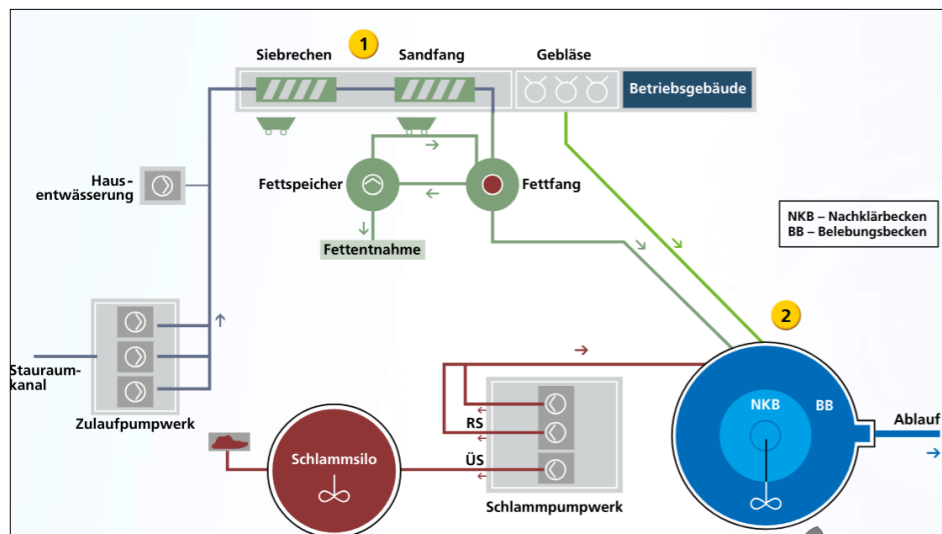 1
Siebrechen
Sandfang
Gebläse
Betriebsgebäude
Haus-
entwässerung
Fettspeicher
Fettfang
Fettentnahme
NKB – Nachklärbecken
BB – Belebungsbecken
2
Stauraum-
kanal
Zulaufpumpwerk
RS
ÜS
Schlammsilo
Schlammpumpwerk
NKB
BB
Ablauf